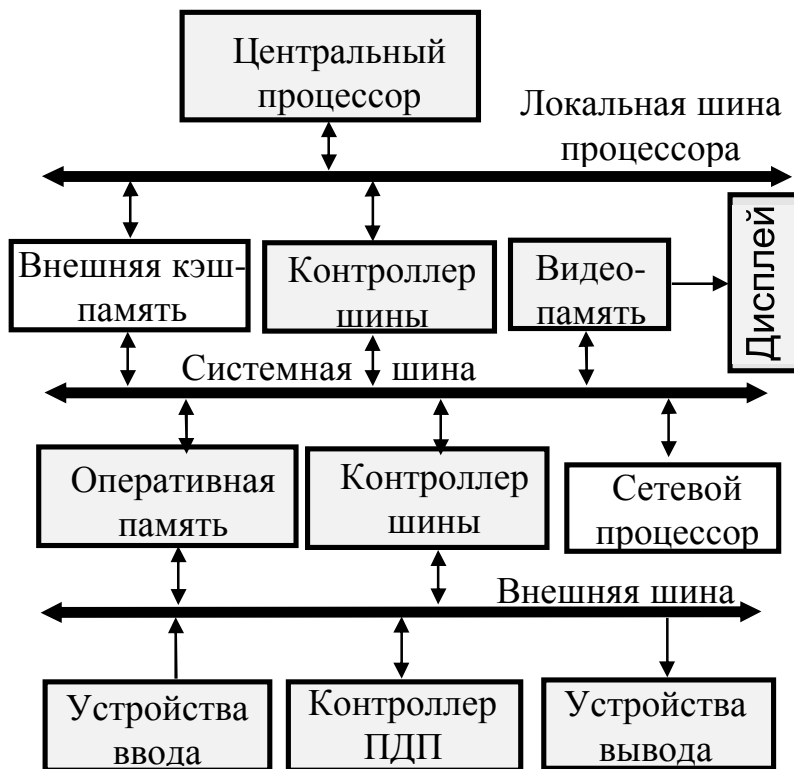 Центральный
процессор
Локальная шина
процессора
Внешняя кэш-
память
Контроллер
шины
Видео-
память
Дисплей
Системная шина
Оперативная
память
Контроллер
шины
Сетевой
процессор
Внешняя шина
Устройства
ввода
Контроллер
ПДП
Устройства
вывода